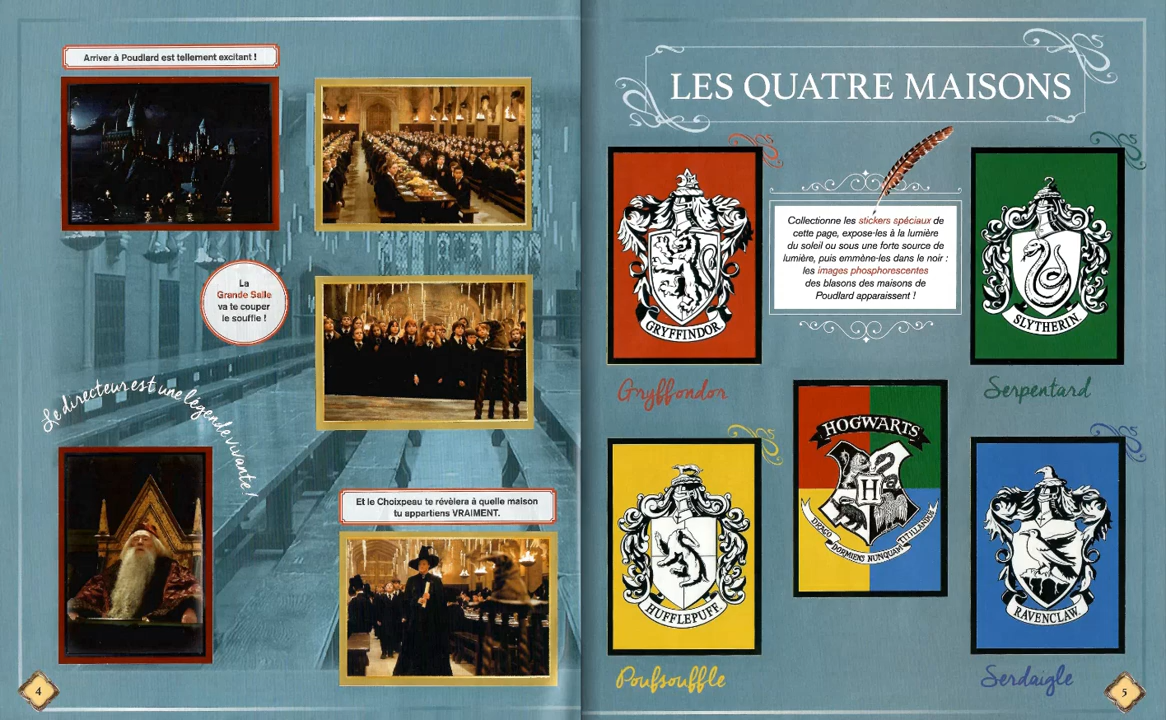 Arriver à Poudlard est tellement excitant !
La
Grande Salle
va te couper
le souffle !
Le directeur est une légende vivante !
Et le Choixpeau te révèlera à quelle maison
tu appartiens VRAIMENT.
4
LES QUATRE MAISONS
Collectionne les stickers spéciaux de
cette page, expose-les à la lumière
du soleil ou sous une forte source de
lumière, puis emmène-les dans le noir :
les images phosphorescentes
des blasons des maisons de
Poudlard apparaissent !
GRYFFINDOR
Gryffondor
SLYTHERIN
Serpentard
HOGWARTS
H
DRACO
DORMIENS NUNQUAM
TITILLANDUS
HUFFLEPUFF
Poufsouffle
RAVENCLAW
Serdaigle
5